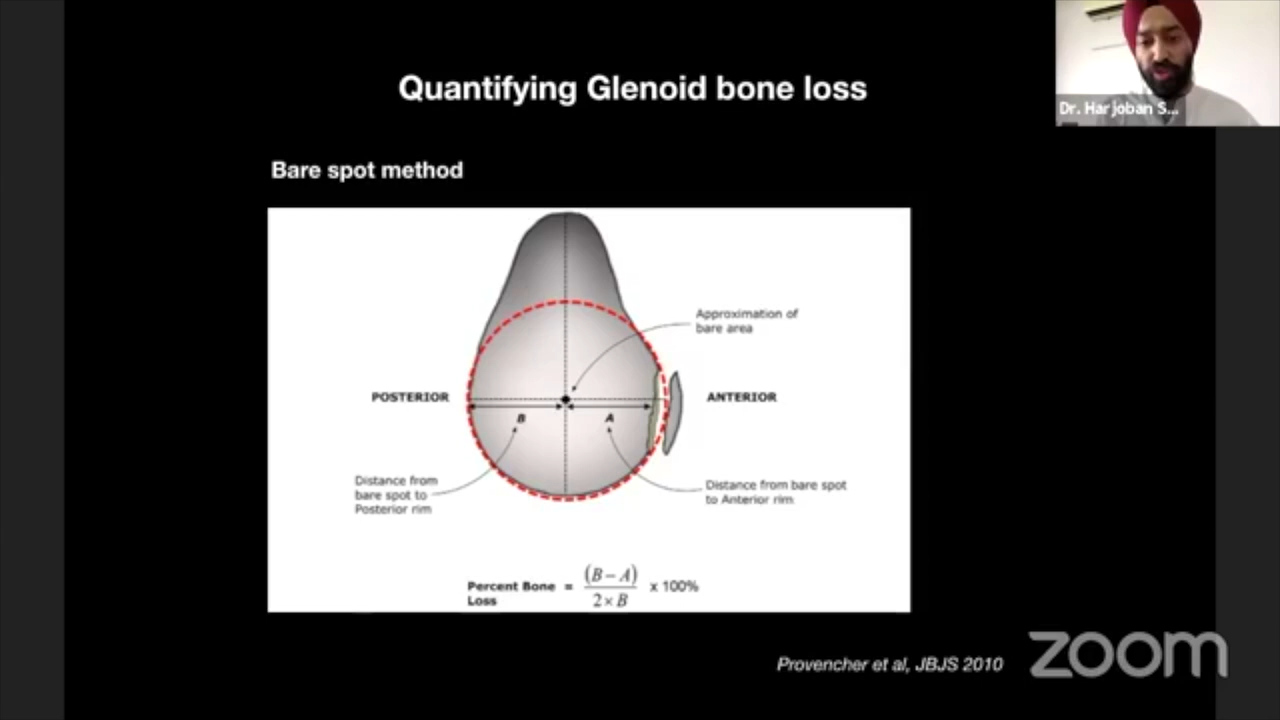 Quantifying Glenoid bone loss
Dr. Harjoban S...
Bare spot method
Approximation of
bare area
POSTERIOR
ANTERIOR
B
A
Distance from
bare spot to
Posterior rim
Distance from bare spot
to Anterior rim
Percent Bone = (B – A) x 100%
Loss 2 × B
Provencher et al, JBJS 2010
zoom